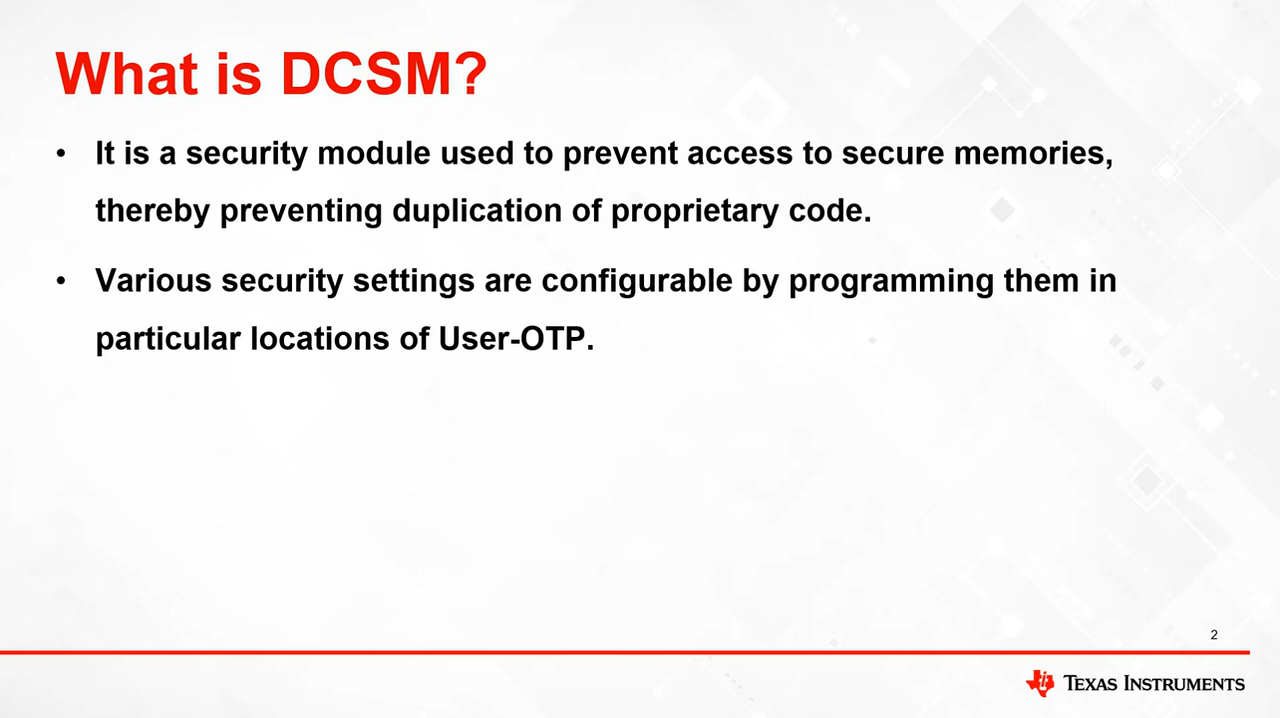 What is DCSM?
• It is a security module used to prevent access to secure memories,
thereby preventing duplication of proprietary code.
• Various security settings are configurable by programming them in
particular locations of User-OTP.
2
TEXAS INSTRUMENTS